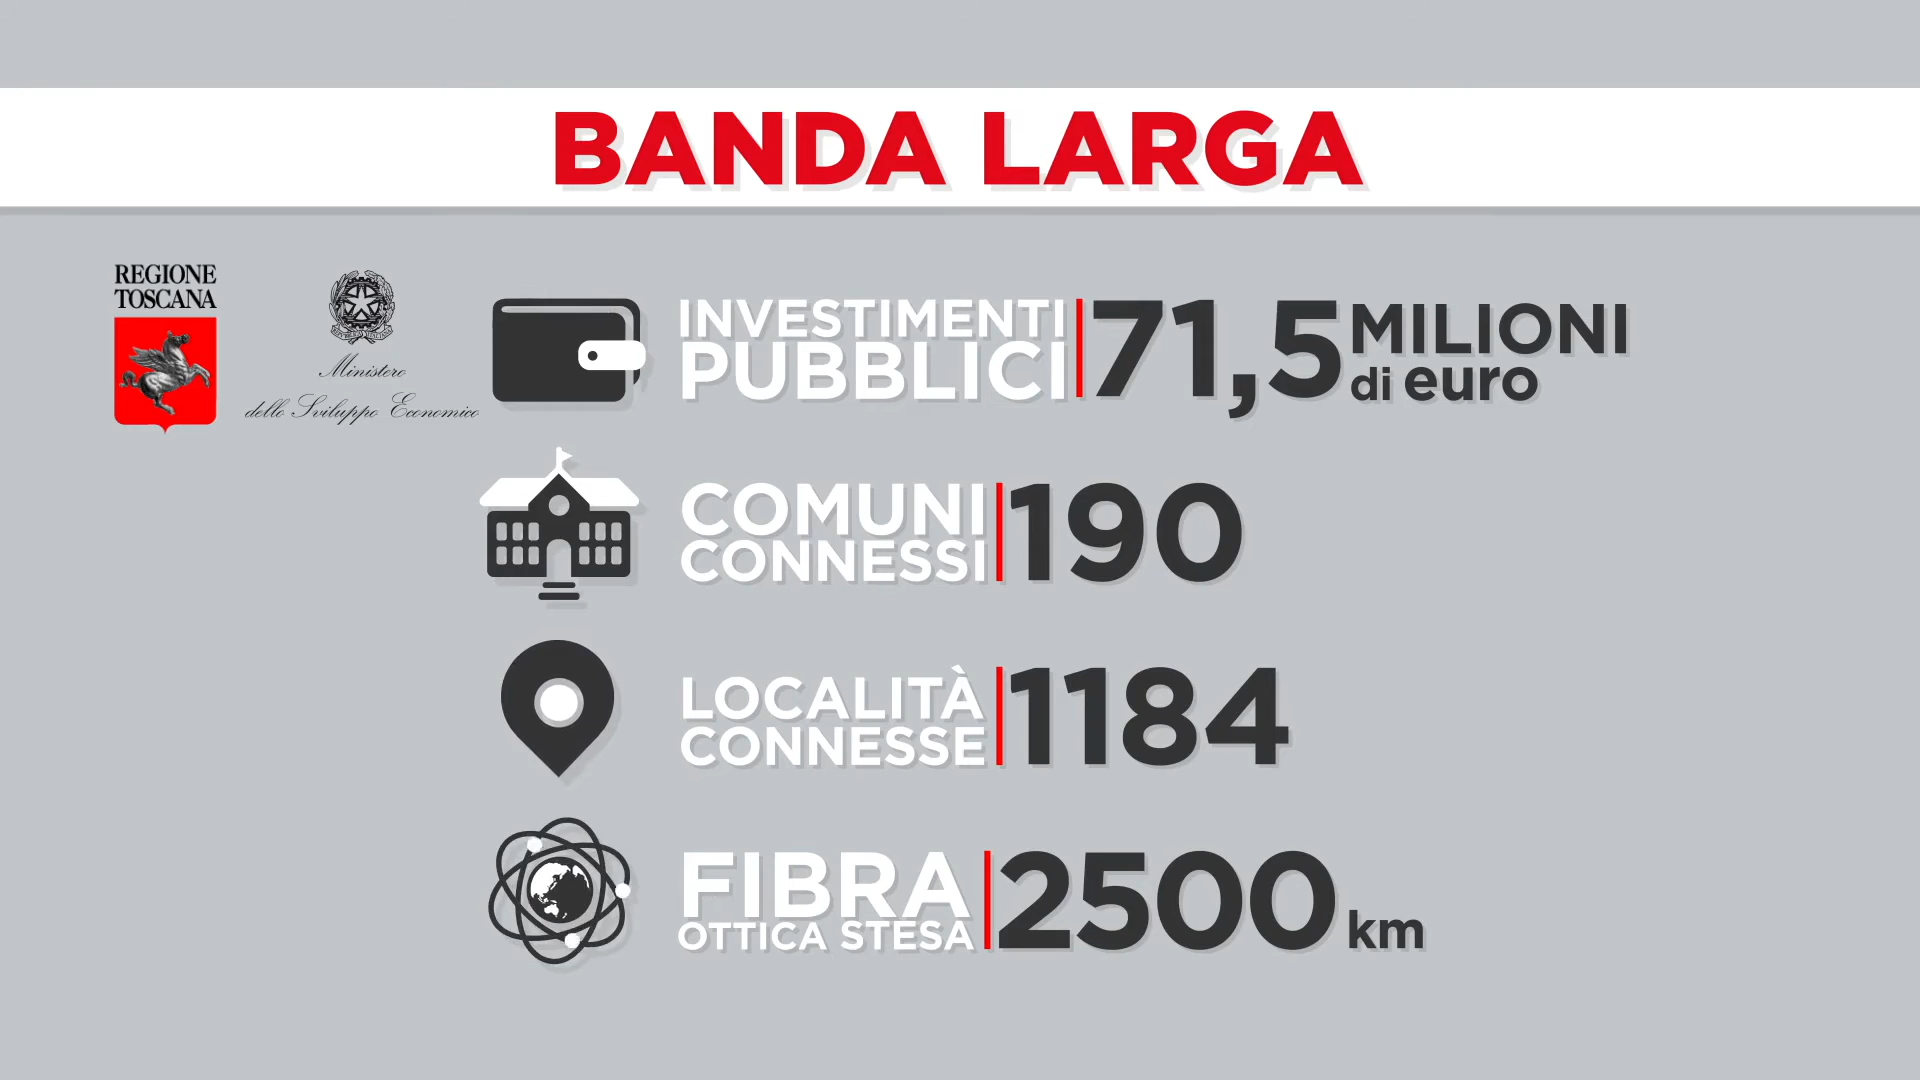 BANDA LARGA
REGIONE
TOSCANA
Ministero
dello Sviluppo Economico
INVESTIMENTI
PUBBLICI
71,5
MILIONI
di euro
COMUNI
CONNESSI
190
LOCALITÀ
CONNESSE
1184
FIBRA
OTTICA STESA
2500 km